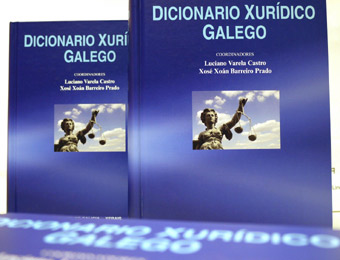 DICIONARIO XURÍDICO
GALEGO
COORDINADORES
Luciano Varela Castro
Xosé Xoán Barreiro Prado
DICIONARIO XURÍDICO
GALEGO
COORDINADORES
Luciano Varela Castro
Xosé Xoán Barreiro Prado
DICIONARIO XURÍDICO
GALEGO